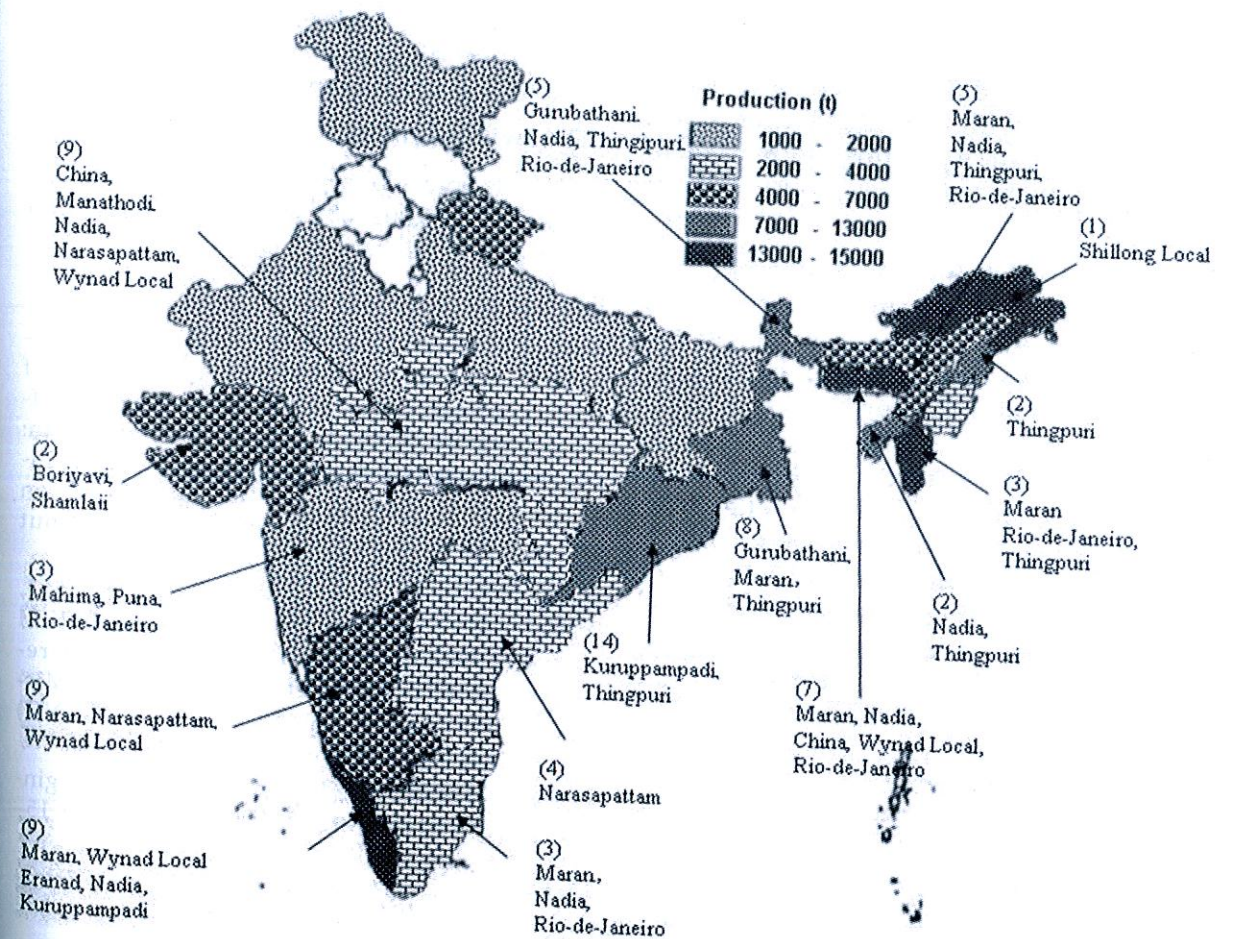 (5)
Gurubathani.
Nadia, Thingipuri.
Rio-de-Janeiro
Production (t)
1000 - 2000
2000 - 4000
4000 - 7000
7000 - 13000
13000 - 15000
(5)
Maran,
Nadia,
Thingpuri,
Rio-de-Janeiro
(1)
Shillong Local
(9)
China,
Manathodi.
Nadia,
Narasapattam,
Wynad Local
(2)
Boriyavi,
Shamlaii
(3)
Mahima, Puna,
Rio-de-Janeiro
(9)
Maran, Narasapattam,
Wynad Local
(9)
Maran, Wynad Local
Eranad, Nadia,
Kuruppampadi
(2)
Thingpuri
(3)
Maran
Rio-de-Janeiro,
Thingpuri
(8)
Gurubathani,
Maran,
Thingpuri
(2)
Nadia,
Thingpuri
(14)
Kuruppampadi,
Thingpuri
(7)
Maran, Nadia,
China, Wynad Local,
Rio-de-Janeiro
(4)
Narasapattam
(3)
Maran,
Nadia,
Rio-de-Janeiro